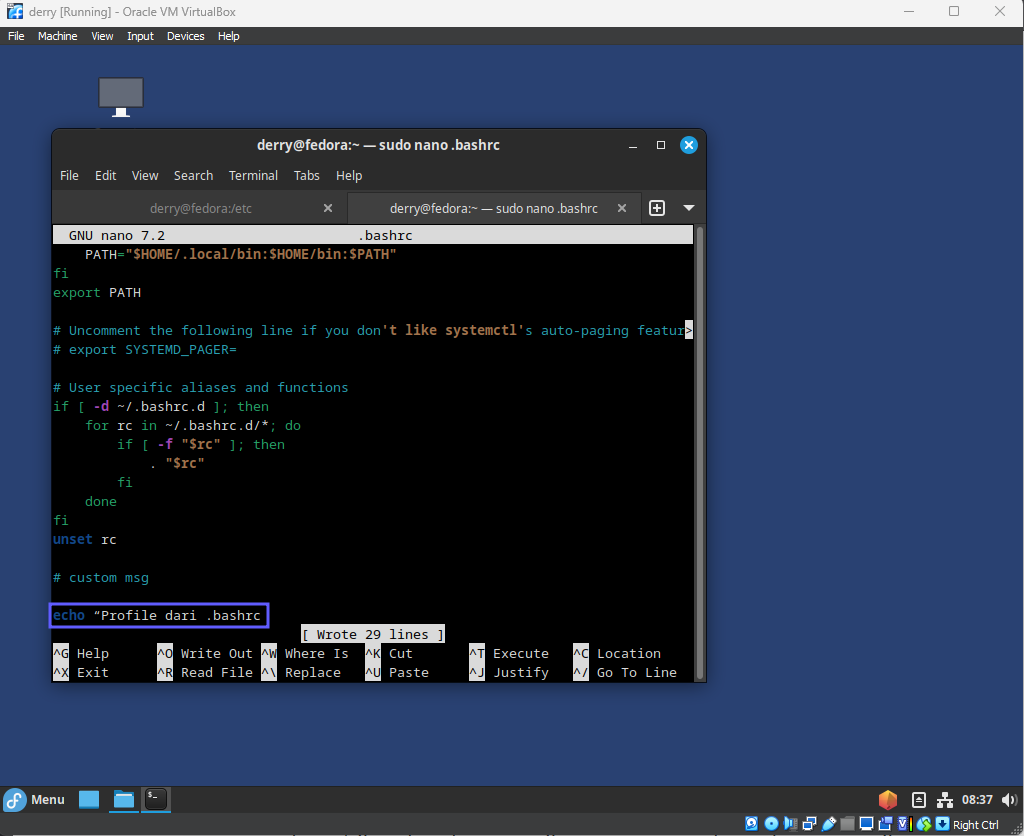 derry [Running] - Oracle VM VirtualBox
File Machine View Input Devices Help
derry@fedora:~ — sudo nano .bashrc
File Edit View Search Terminal Tabs Help
derry@fedora:/etc
derry@fedora:~ — sudo nano .bashrc
GNU nano 7.2 .bashrc
PATH="$HOME/.local/bin:$HOME/bin:$PATH"
fi
export PATH
# Uncomment the following line if you don't like systemctl's auto-paging featur>
# export SYSTEMD_PAGER=
# User specific aliases and functions
if [ -d ~/.bashrc.d ]; then
for rc in ~/.bashrc.d/*; do
if [ -f "$rc" ]; then
. "$rc"
fi
done
fi
unset rc
# custom msg
echo “Profile dari .bashrc
[ Wrote 29 lines ]
^G Help ^O Write Out ^W Where Is ^K Cut ^T Execute ^C Location
^X Exit ^R Read File ^\ Replace ^U Paste ^J Justify ^/ Go To Line
Menu
08:37
Right Ctrl